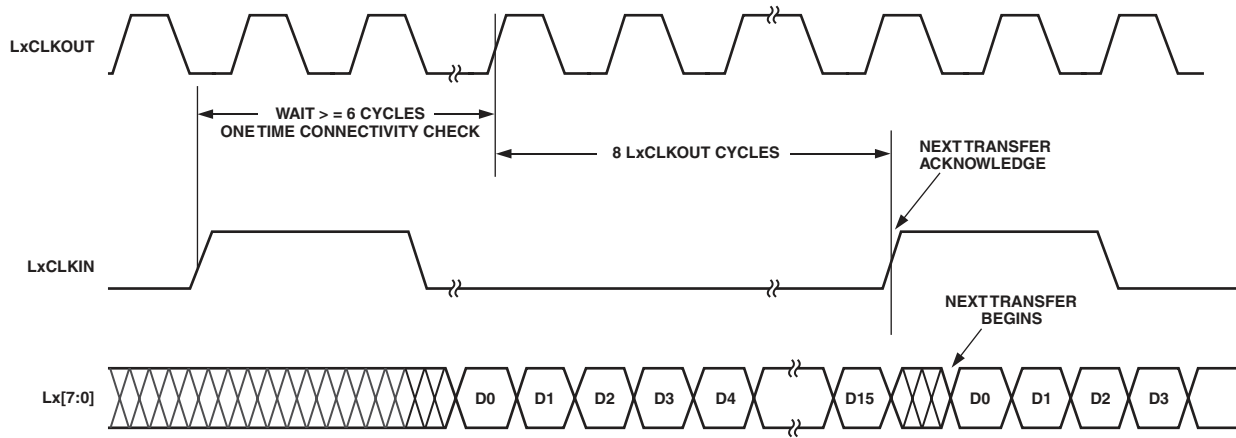 LxCLKOUT
WAIT > = 6 CYCLES
ONE TIME CONNECTIVITY CHECK
8 LxCLKOUT CYCLES
NEXT TRANSFER
ACKNOWLEDGE
LxCLKIN
NEXT TRANSFER
BEGINS
Lx[7:0]
D0 D1 D2 D3 D4 D15 D0 D1 D2 D3